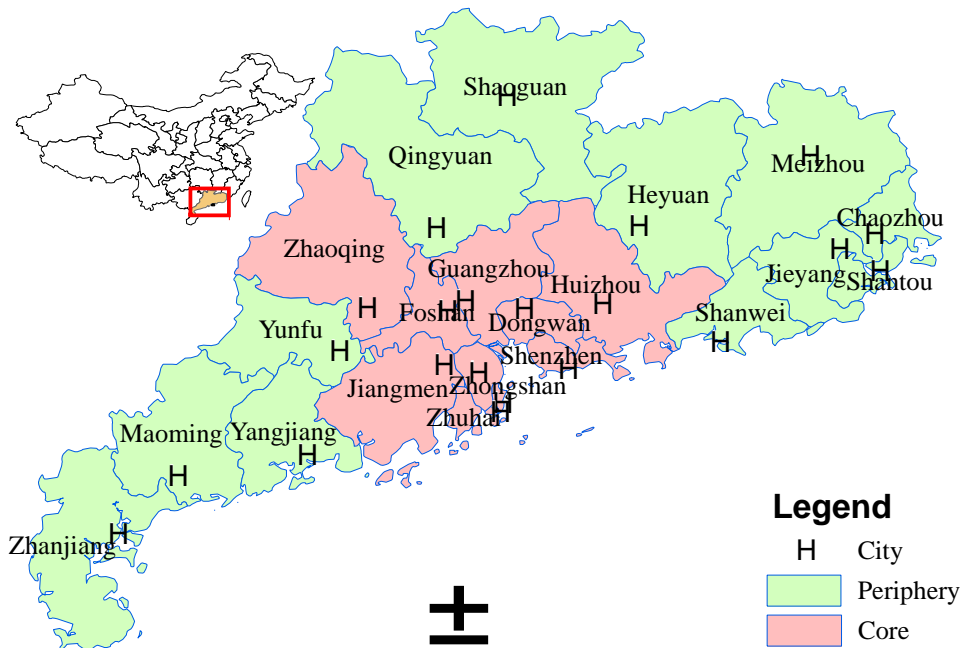 Shaoguan
H
Qingyuan
H
Meizhou
H
Heyuan
H
Chaozhou
H
Zhaoqing
H
Guangzhou
H
Jieyang
H
Shantou
H
Huizhou
H
Foshan
H
Dongwan
H
Shanwei
H
Yunfu
H
Shenzhen
H
Jiangmen
H
Zhongshan
H
Zhuhai
H
H
Maoming
H
Yangjiang
H
Zhanjiang
H
Legend
H City
Periphery
Core
±